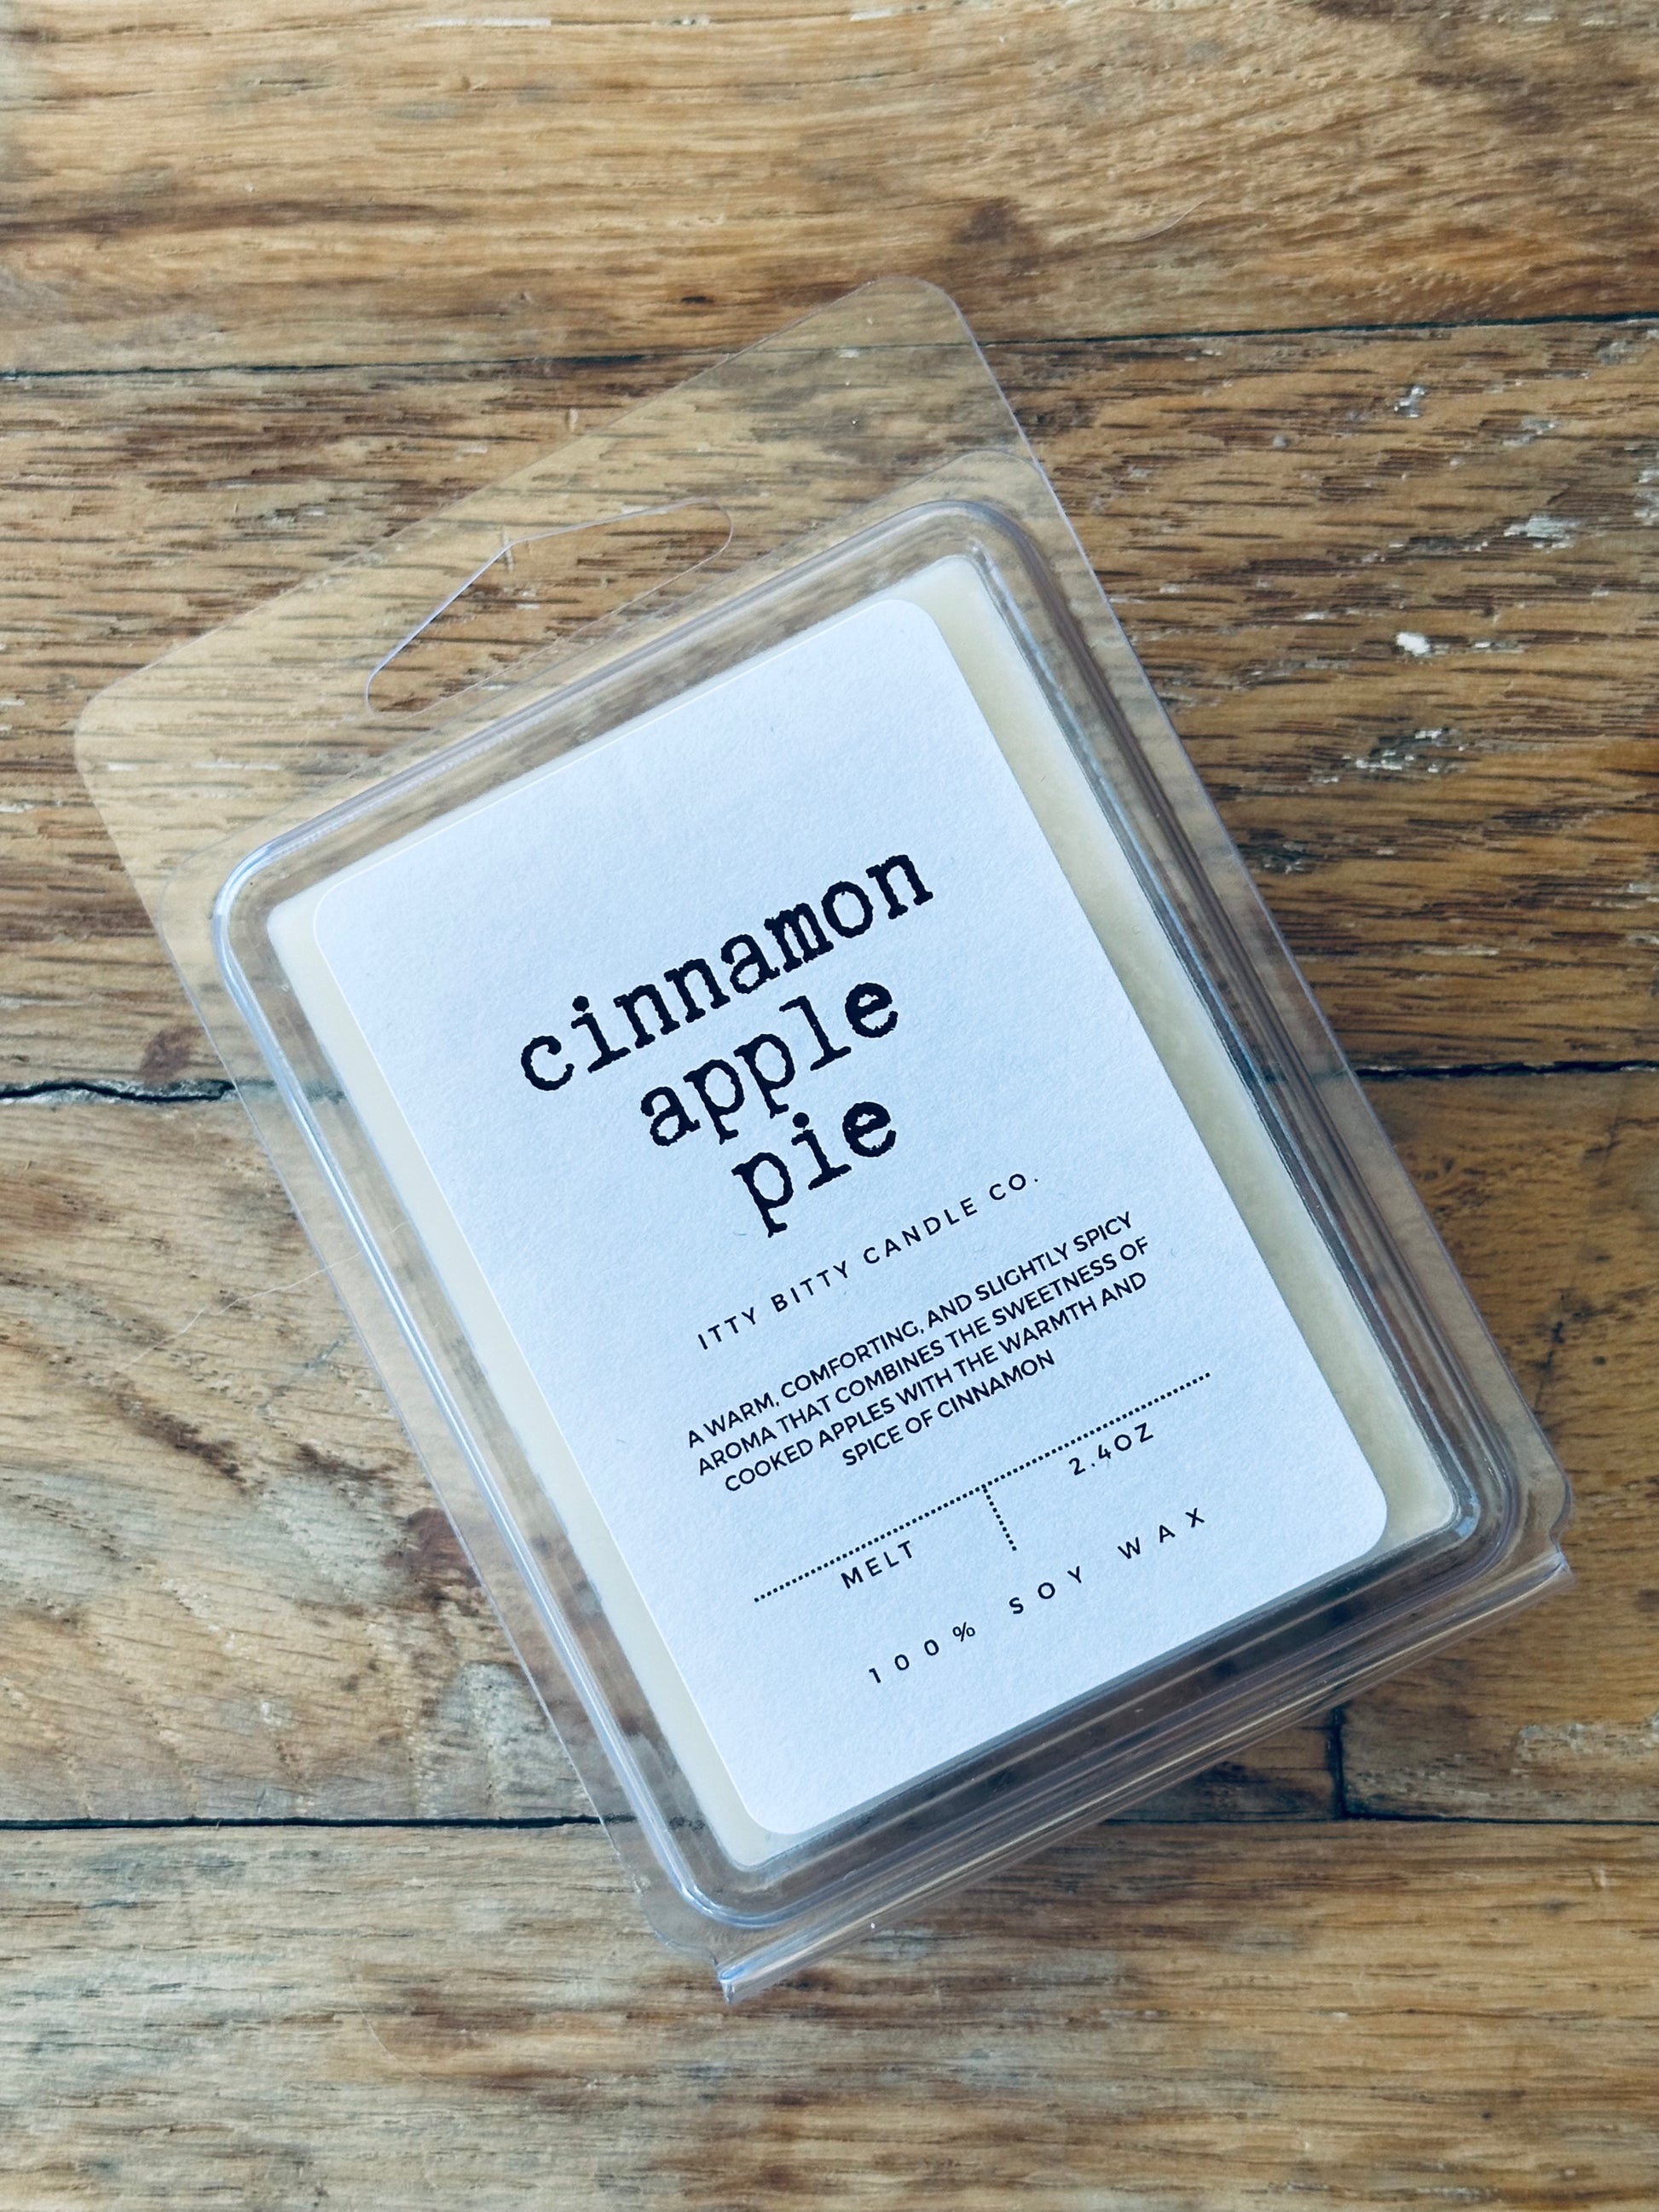 cinnamon
apple
pie
ITTY BITTY CANDLE CO.
A WARM, COMFORTING, AND SLIGHTLY SPICY
AROMA THAT COMBINES THE SWEETNESS OF
COOKED APPLES WITH THE WARMTH AND
SPICE OF CINNAMON
MELT 2.4OZ
100% SOY WAX